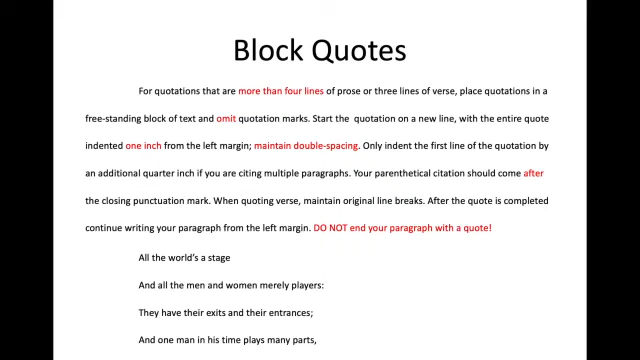 Block Quotes
For quotations that are more than four lines of prose or three lines of verse, place quotations in a
free-standing block of text and omit quotation marks. Start the quotation on a new line, with the entire quote
indented one inch from the left margin; maintain double-spacing. Only indent the first line of the quotation by
an additional quarter inch if you are citing multiple paragraphs. Your parenthetical citation should come after
the closing punctuation mark. When quoting verse, maintain original line breaks. After the quote is completed
continue writing your paragraph from the left margin. DO NOT end your paragraph with a quote!
All the world's a stage
And all the men and women merely players:
They have their exits and their entrances;
And one man in his time plays many parts,